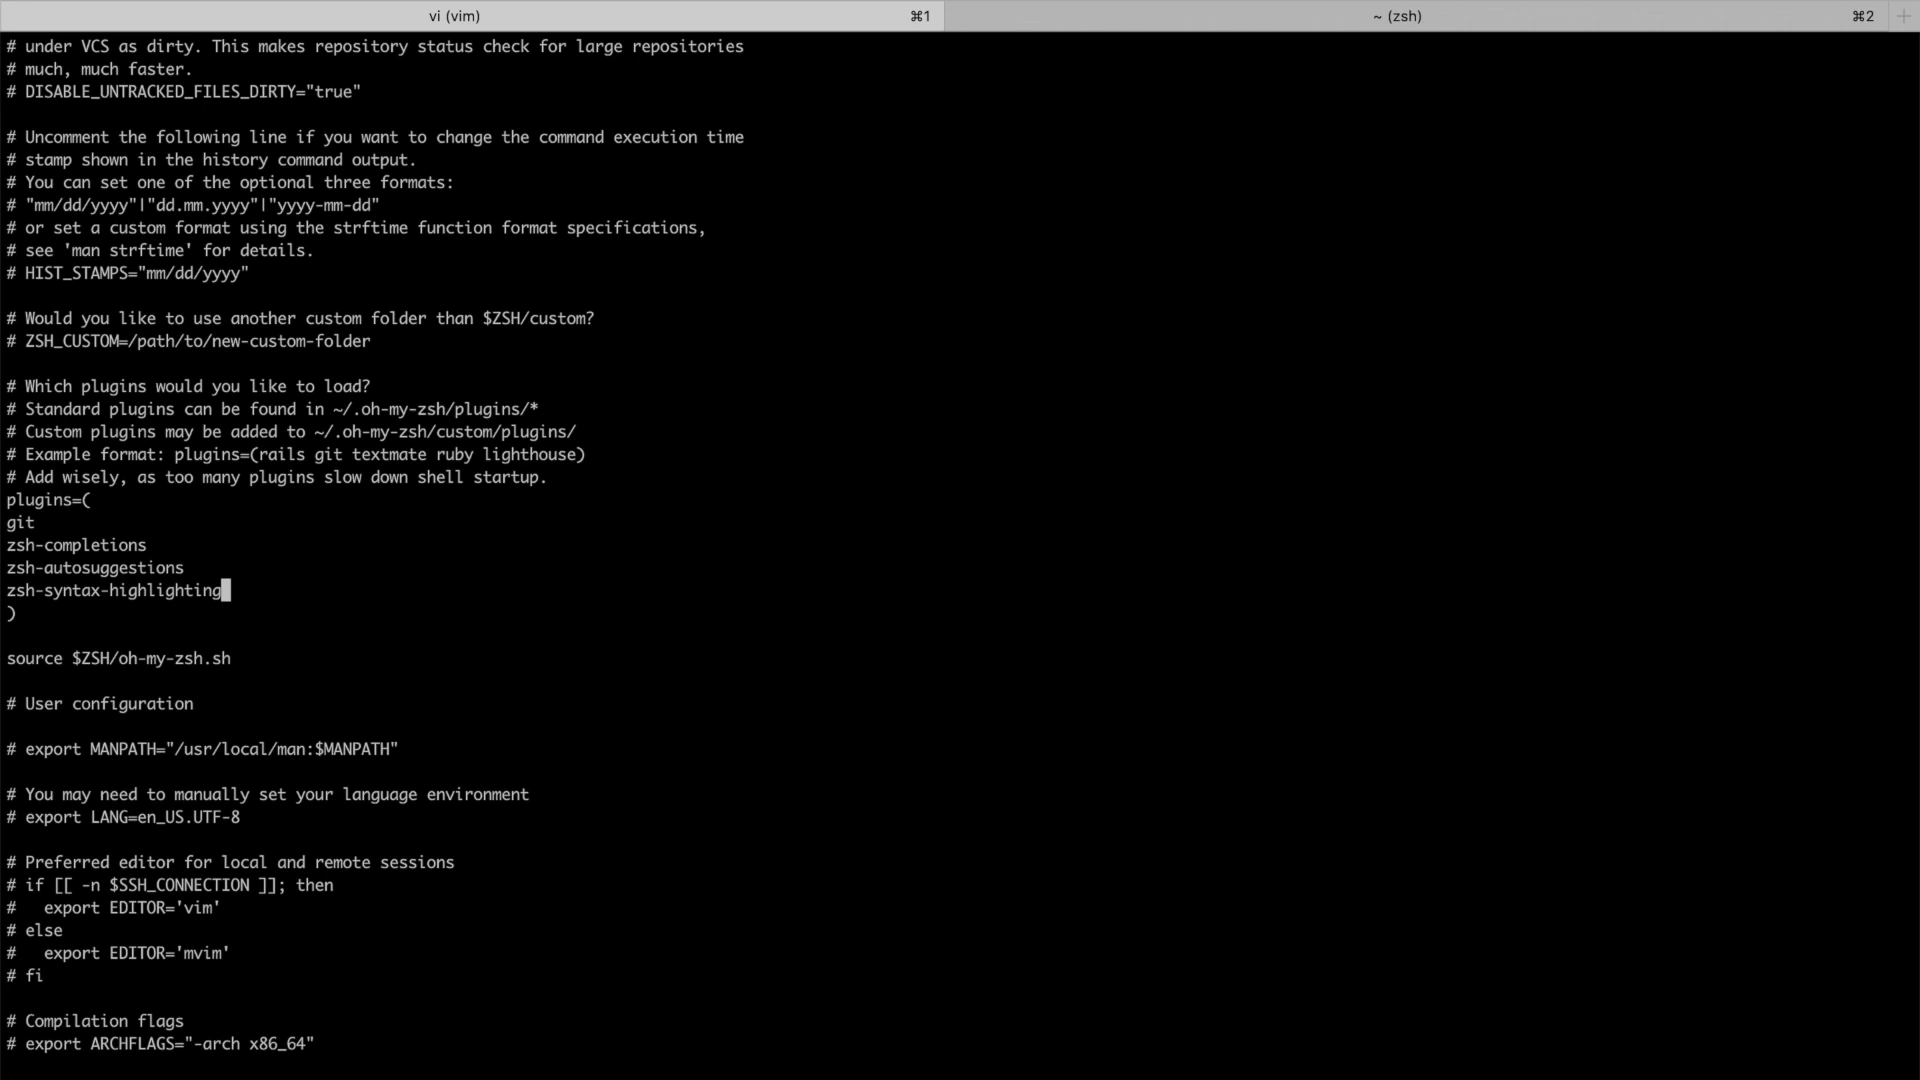 vi (vim) ⌘1 ~ (zsh) ⌘2 +
# under VCS as dirty. This makes repository status check for large repositories
# much, much faster.
# DISABLE_UNTRACKED_FILES_DIRTY="true"
# Uncomment the following line if you want to change the command execution time
# stamp shown in the history command output.
# You can set one of the optional three formats:
# "mm/dd/yyyy"|"dd.mm.yyyy"|"yyyy-mm-dd"
# or set a custom format using the strftime function format specifications,
# see 'man strftime' for details.
# HIST_STAMPS="mm/dd/yyyy"
# Would you like to use another custom folder than $ZSH/custom?
# ZSH_CUSTOM=/path/to/new-custom-folder
# Which plugins would you like to load?
# Standard plugins can be found in ~/.oh-my-zsh/plugins/*
# Custom plugins may be added to ~/.oh-my-zsh/custom/plugins/
# Example format: plugins=(rails git textmate ruby lighthouse)
# Add wisely, as too many plugins slow down shell startup.
plugins=(
git
zsh-completions
zsh-autosuggestions
zsh-syntax-highlighting
)
source $ZSH/oh-my-zsh.sh
# User configuration
# export MANPATH="/usr/local/man:$MANPATH"
# You may need to manually set your language environment
# export LANG=en_US.UTF-8
# Preferred editor for local and remote sessions
# if [[ -n $SSH_CONNECTION ]]; then
#   export EDITOR='vim'
# else
#   export EDITOR='mvim'
# fi
# Compilation flags
# export ARCHFLAGS="-arch x86_64"